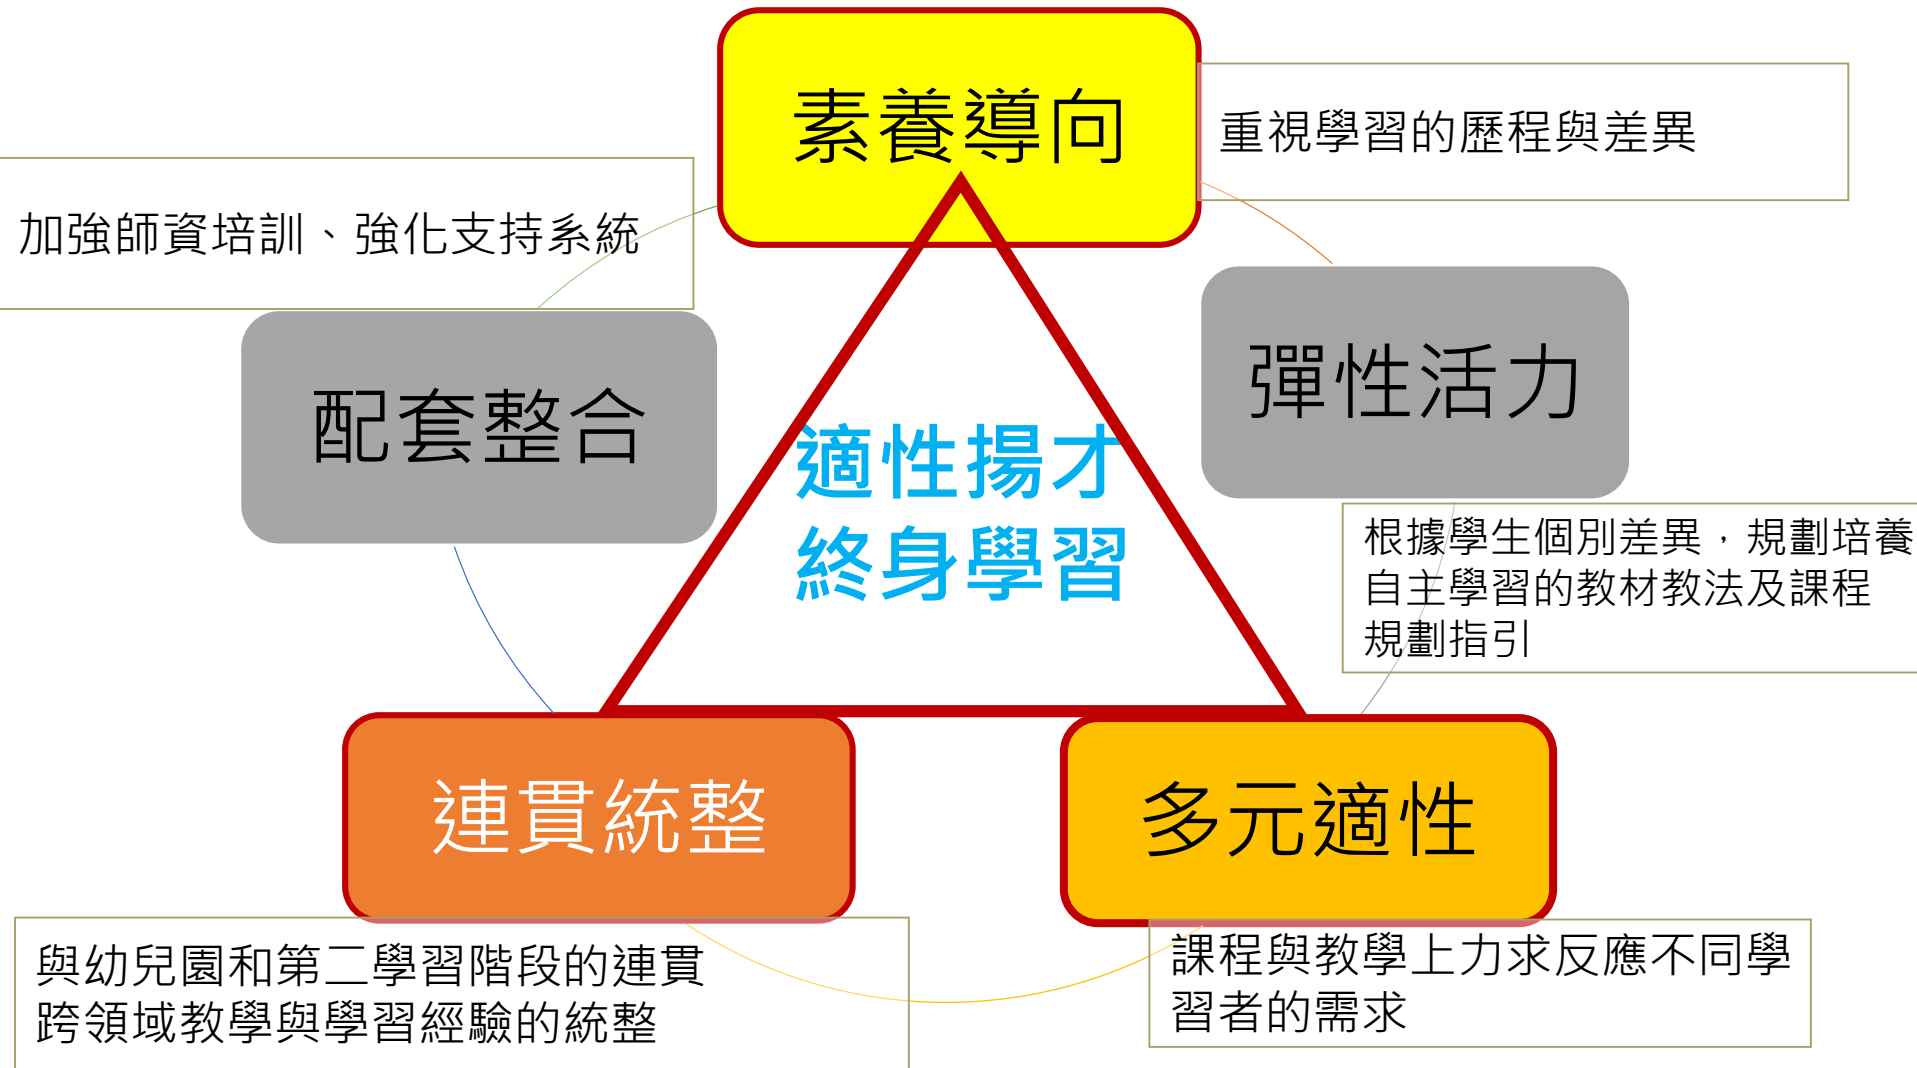 素養導向
重視學習的歷程與差異
加強師資培訓、強化支持系統
彈性活力
配套整合
適性揚才
終身學習
根據學生個別差異，規劃培養
自主學習的教材教法及課程
規劃指引
連貫統整
多元適性
與幼兒園和第二學習階段的連貫
跨領域教學與學習經驗的統整
課程與教學上力求反應不同學
習者的需求